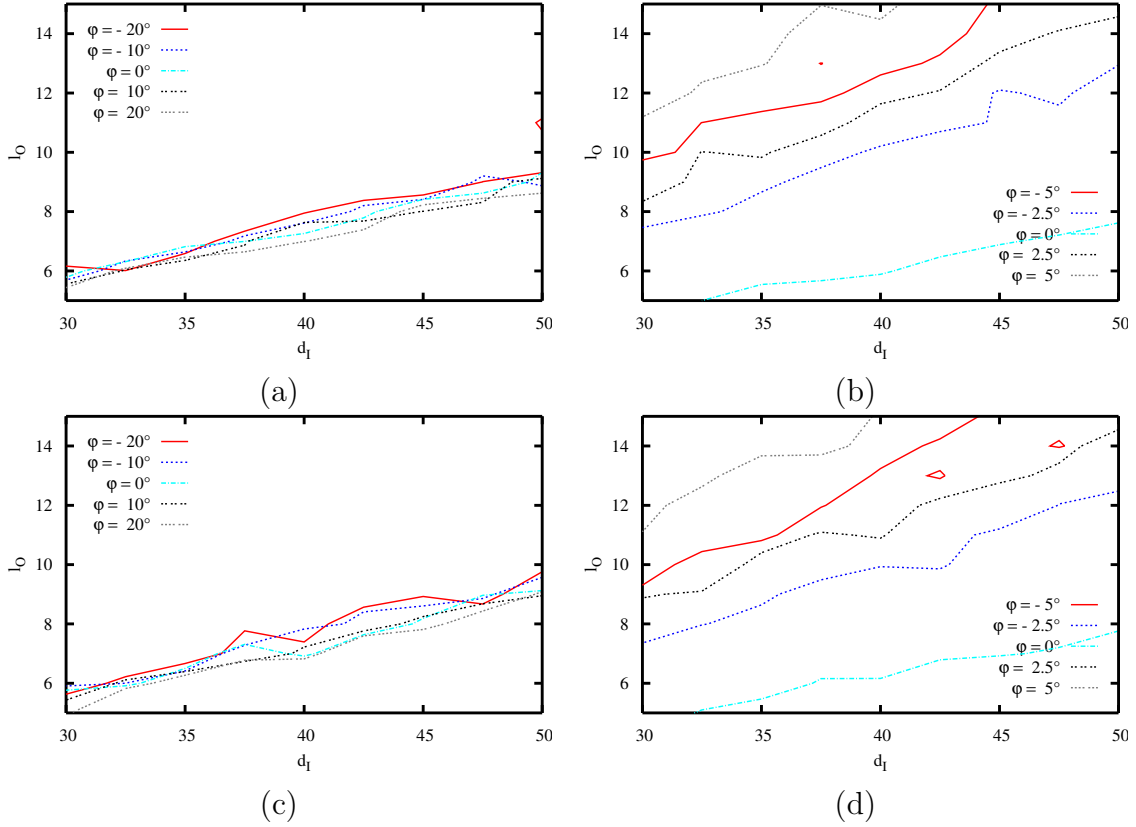 14
12
10
8
6
l_O
φ = - 20°
φ = - 10°
φ = 0°
φ = 10°
φ = 20°
30 35 40 45 50
d_I
(a)
14
12
10
8
6
l_O
φ = - 5°
φ = - 2.5°
φ = 0°
φ = 2.5°
φ = 5°
30 35 40 45 50
d_I
(b)
14
12
10
8
6
l_O
φ = - 20°
φ = - 10°
φ = 0°
φ = 10°
φ = 20°
30 35 40 45 50
d_I
(c)
14
12
10
8
6
l_O
φ = - 5°
φ = - 2.5°
φ = 0°
φ = 2.5°
φ = 5°
30 35 40 45 50
d_I
(d)